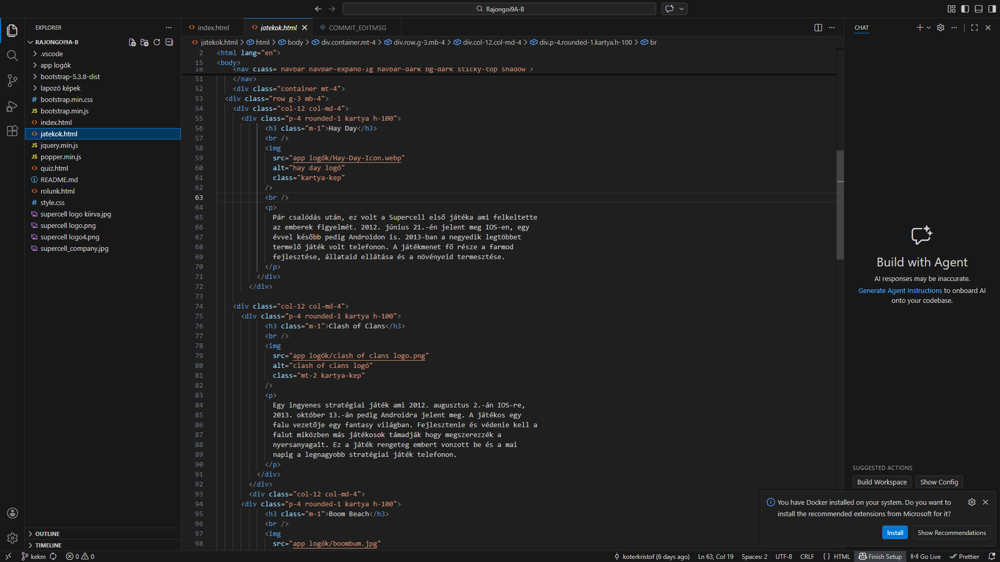 Rajongoi9A-B
EXPLORER
RAJONGOI9A-B
.vscode
app logók
bootstrap-5.3.8-dist
lapozó képek
# bootstrap.min.css
JS bootstrap.min.js
<> index.html
<> jatekok.html
JS jquery.min.js
JS popper.min.js
<> quiz.html
README.md
<> rolunk.html
# style.css
supercell logo kiirva.jpg
supercell logo.png
supercell logo4.png
supercell_company.jpg
OUTLINE
TIMELINE
<> index.html
<> jatekok.html
COMMIT_EDITMSG
<> jatekok.html > html > body > div.container.mt-4 > div.row.g-3.mb-4 > div.col-12.col-md-4 > div.p-4.rounded-1.kartya.h-100 > br
2 <html lang="en">
15 <body>
16 <nav class="navbar navbar-expand-lg navbar-dark bg-dark sticky-top shadow">
51 </nav>
52 <div class="container mt-4">
53 <div class="row g-3 mb-4">
54 <div class="col-12 col-md-4">
55 <div class="p-4 rounded-1 kartya h-100">
56 <h3 class="m-1">Hay Day</h3>
57 <br />
58 <img
59 src="app logók/Hay-Day-Icon.webp"
60 alt="hay day logó"
61 class="kartya-kep"
62 />
63 <br />
64 <p>
65 Pár csalódás után, ez volt a Supercell első játéka ami felkeltette
66 az emberek figyelmét. 2012. június 21.-én jelent meg IOS-en, egy
67 évvel később pedig Androidon is. 2013-ban a negyedik legtöbbet
68 termelő játék volt telefonon. A játékmenet fő része a farmod
69 fejlesztése, állataid ellátása és a növényeid termesztése.
70 </p>
71 </div>
72 </div>
73
74 <div class="col-12 col-md-4">
75 <div class="p-4 rounded-1 kartya h-100">
76 <h3 class="m-1">Clash of Clans</h3>
77 <br />
78 <img
79 src="app logók/clash of clans logo.png"
80 alt="clash of clans logó"
81 class="mt-2 kartya-kep"
82 />
83 <p>
84 Egy ingyenes stratégiai játék ami 2012. augusztus 2.-án IOS-re,
85 2013. október 13.-án pedig Androidra jelent meg. A játékos egy
86 falu vezetője egy fantasy világban. Fejlesztenie és védenie kell a
87 falut miközben más játékosok támadják hogy megszerezzék a
88 nyersanyagait. Ez a játék rengeteg embert vonzott be és a mai
89 napig a legnagyobb stratégiai játék telefonon.
90 </p>
91 </div>
92 </div>
93 <div class="col-12 col-md-4">
94 <div class="p-4 rounded-1 kartya h-100">
95 <h3 class="m-1">Boom Beach</h3>
96 <br />
97 <img
98 src="app logók/boombum.jpg"
CHAT
Build with Agent
AI responses may be inaccurate.
Generate Agent Instructions to onboard AI
onto your codebase.
SUGGESTED ACTIONS
Build Workspace
Show Config
You have Docker installed on your system. Do you want to
install the recommended extensions from Microsoft for it?
Install
Show Recommendations
kekm
0 0
koterkristof (6 days ago)
Ln 63, Col 19
Spaces: 2
UTF-8
CRLF
{ } HTML
Finish Setup
Go Live
Prettier